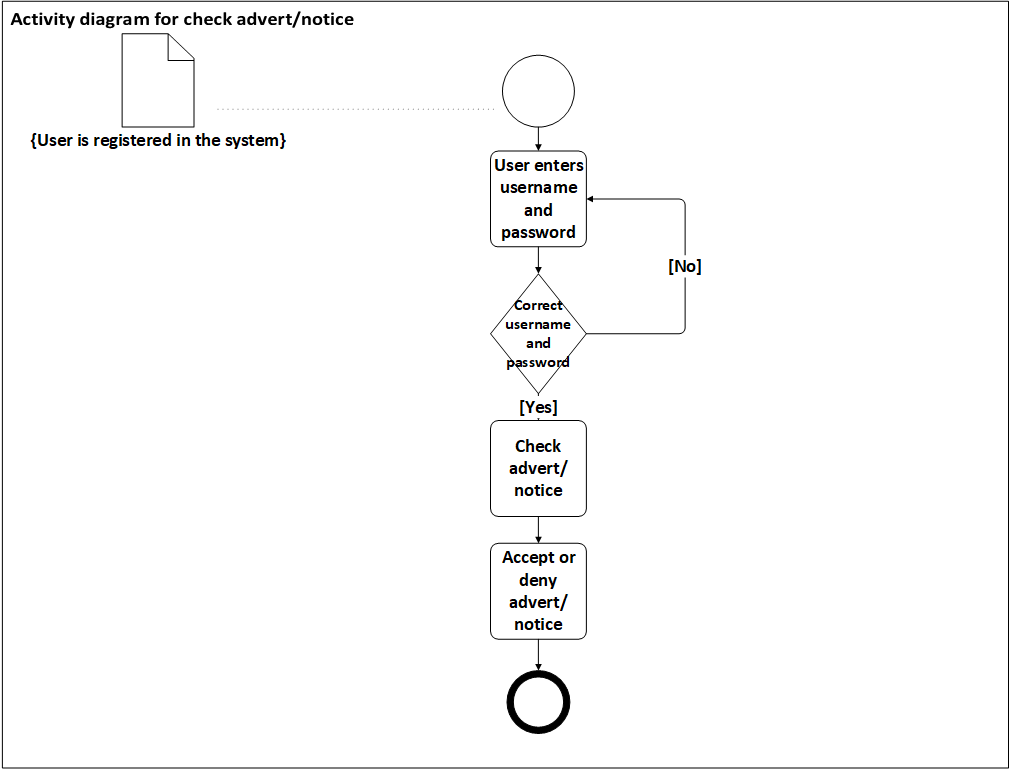 Activity diagram for check advert/notice
{User is registered in the system}
User enters
username
and
password
[No]
Correct
username
and
password
[Yes]
Check
advert/
notice
Accept or
deny
advert/
notice